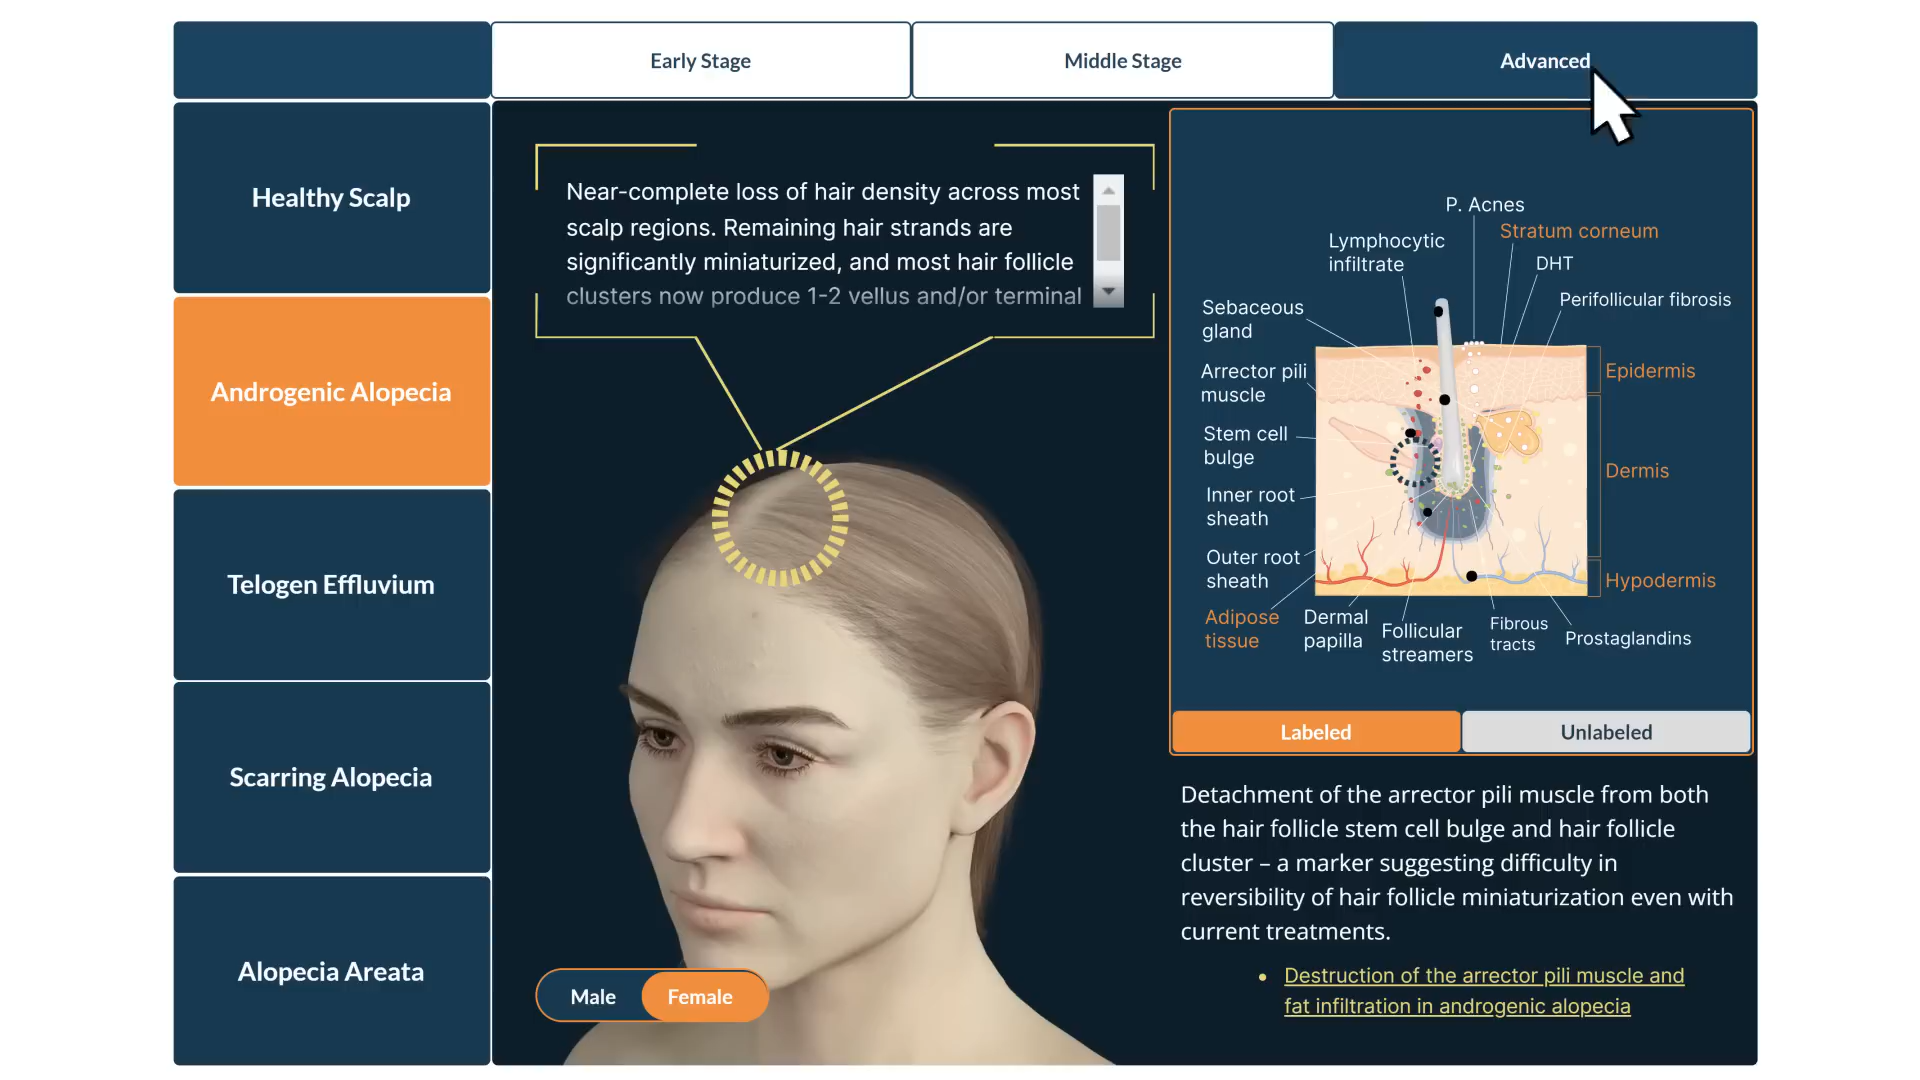 Early Stage
Middle Stage
Advanced
Healthy Scalp
Androgenic Alopecia
Telogen Effluvium
Scarring Alopecia
Alopecia Areata
Near-complete loss of hair density across most
scalp regions. Remaining hair strands are
significantly miniaturized, and most hair follicle
clusters now produce 1-2 vellus and/or terminal
Male
Female
P. Acnes
Stratum corneum
Lymphocytic
infiltrate
DHT
Perifollicular fibrosis
Sebaceous
gland
Arrector pili
muscle
Stem cell
bulge
Inner root
sheath
Outer root
sheath
Adipose
tissue
Dermal
papilla
Follicular
streamers
Fibrous
tracts
Prostaglandins
Epidermis
Dermis
Hypodermis
Labeled
Unlabeled
Detachment of the arrector pili muscle from both
the hair follicle stem cell bulge and hair follicle
cluster – a marker suggesting difficulty in
reversibility of hair follicle miniaturization even with
current treatments.
• Destruction of the arrector pili muscle and
fat infiltration in androgenic alopecia